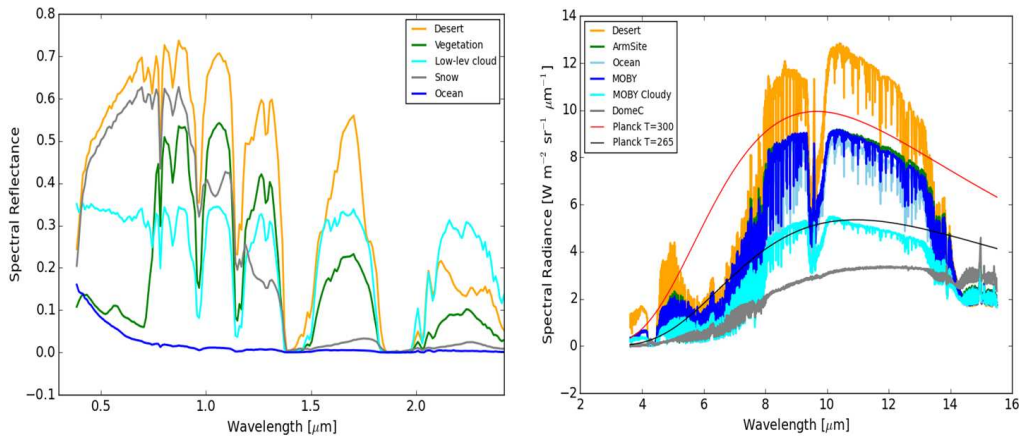 0.8
0.7
0.6
0.5
0.4
0.3
0.2
0.1
0.0
−0.1
Spectral Reflectance
0.5
1.0
1.5
2.0
Wavelength [μm]
Desert
Vegetation
Low-lev cloud
Snow
Ocean
14
12
10
8
6
4
2
0
−2
Spectral Radiance [W m⁻² sr⁻¹ μm⁻¹]
2
4
6
8
10
12
14
16
Wavelength [μm]
Desert
ArmSite
Ocean
MOBY
MOBY Cloudy
DomeC
Planck T=300
Planck T=265